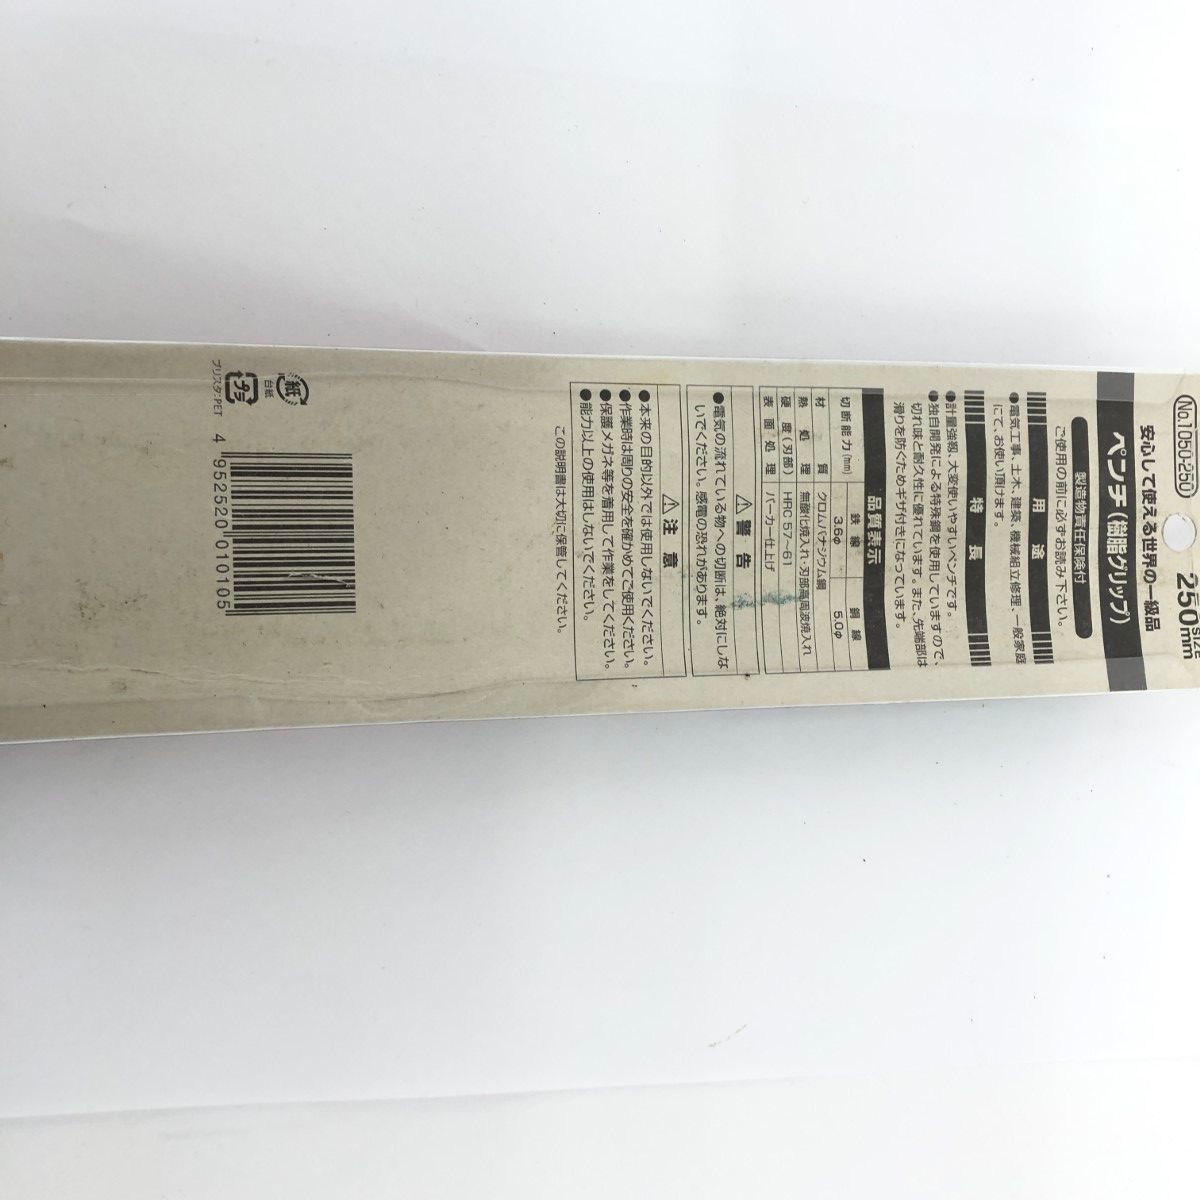 No.1050-250
SIZE
250mm
安心して使える世界の一級品
ペンチ(樹脂グリップ)
製造物責任保険付
ご使用の前に必ずお読み下さい。
用途
●電気工事、土木、建築、機械組立修理、一般家庭
にて、お使い頂けます。
特長
●計量強靱、大変使いやすいペンチです。
●独自開発による特殊鋼を使用していますので、
切れ味と耐久性に優れています。また、先端部は
滑りを防ぐためギザ付きになっています。
品質表示
切断能力(mm) 鉄線 銅線
3.6φ 5.0φ
材質 クロムバナジウム鋼
熱処理 無酸化焼入れ・刃部高周波焼入れ
硬度(刃部) HRC 57~61
表面処理 パーカー仕上げ
⚠警告
●電気の流れている物への切断は、絶対にしな
いでください。感電の恐れがあります。
⚠注意
●本来の目的以外では使用しないでください。
●作業時は周りの安全を確かめてご使用ください。
●保護メガネ等を着用して作業をしてください。
●能力以上の使用はしないでください。
この説明書は大切に保管してください。
紙
台紙
プラ
ブリスタ:PET
4 952520 010105